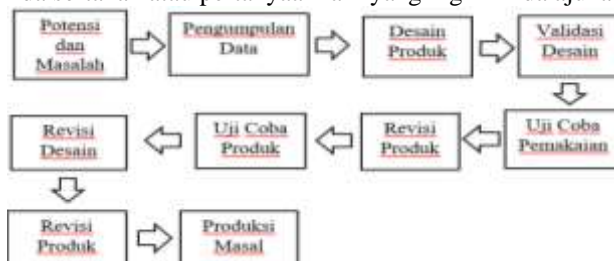 Potensi
dan
Masalah
Pengumpulan
Data
Desain
Produk
Validasi
Desain
Uji Coba
Pemakaian
Revisi
Produk
Uji Coba
Produk
Revisi
Desain
Revisi
Produk
Produksi
Masal